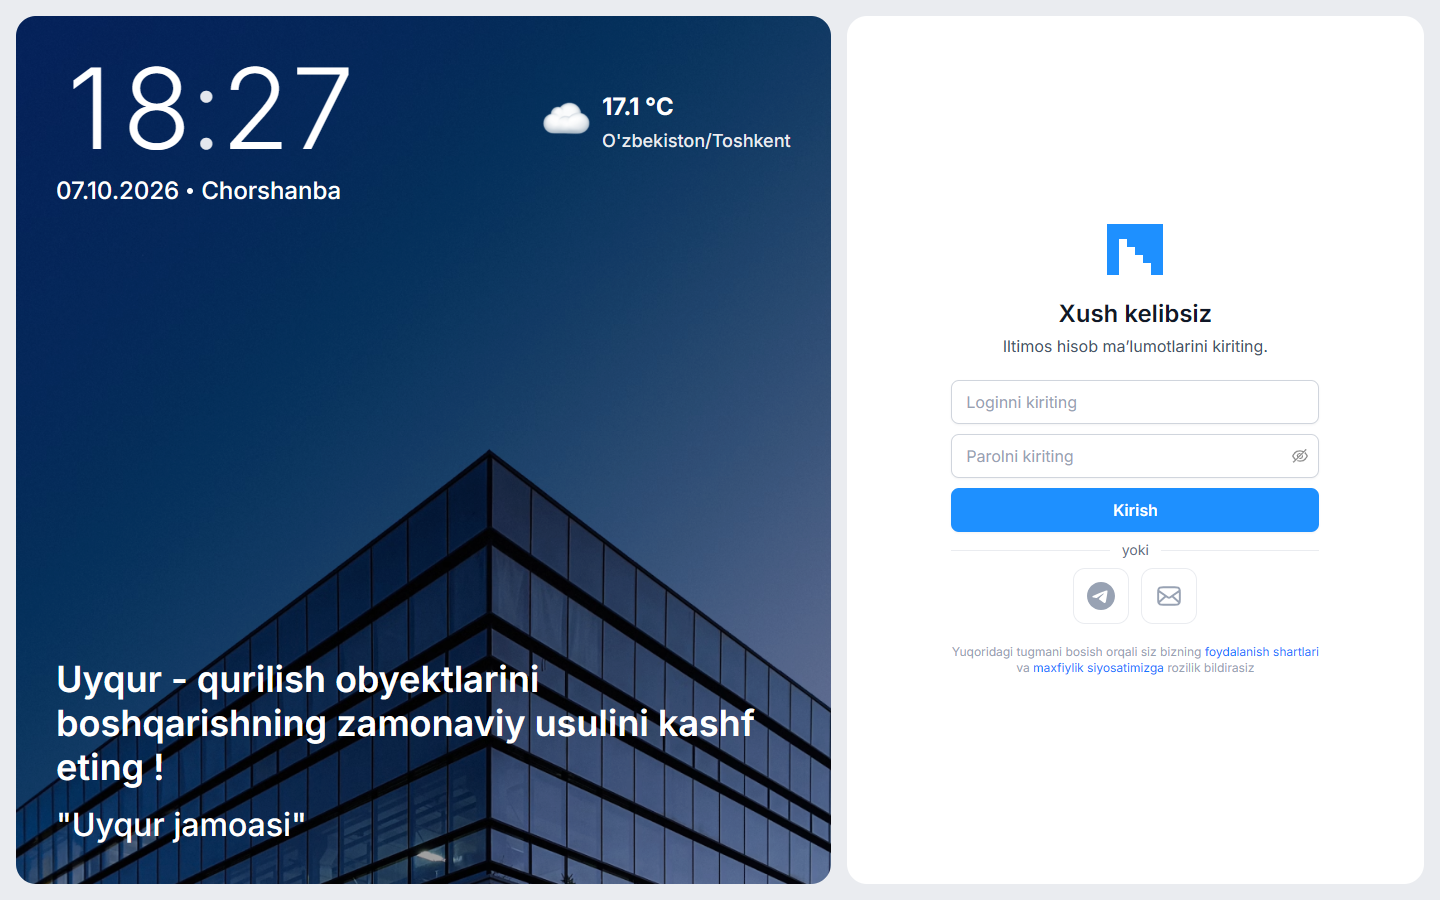 18:27
07.10.2026 • Chorshanba
17.1 °C
O'zbekiston/Toshkent
Uyqur - qurilish obyektlarini
boshqarishning zamonaviy usulini kashf
eting !
"Uyqur jamoasi"
Xush kelibsiz
Iltimos hisob ma’lumotlarini kiriting.
Loginni kiriting
Parolni kiriting
Kirish
yoki
Yuqoridagi tugmani bosish orqali siz bizning foydalanish shartlari
va maxfiylik siyosatimizga rozilik bildirasiz